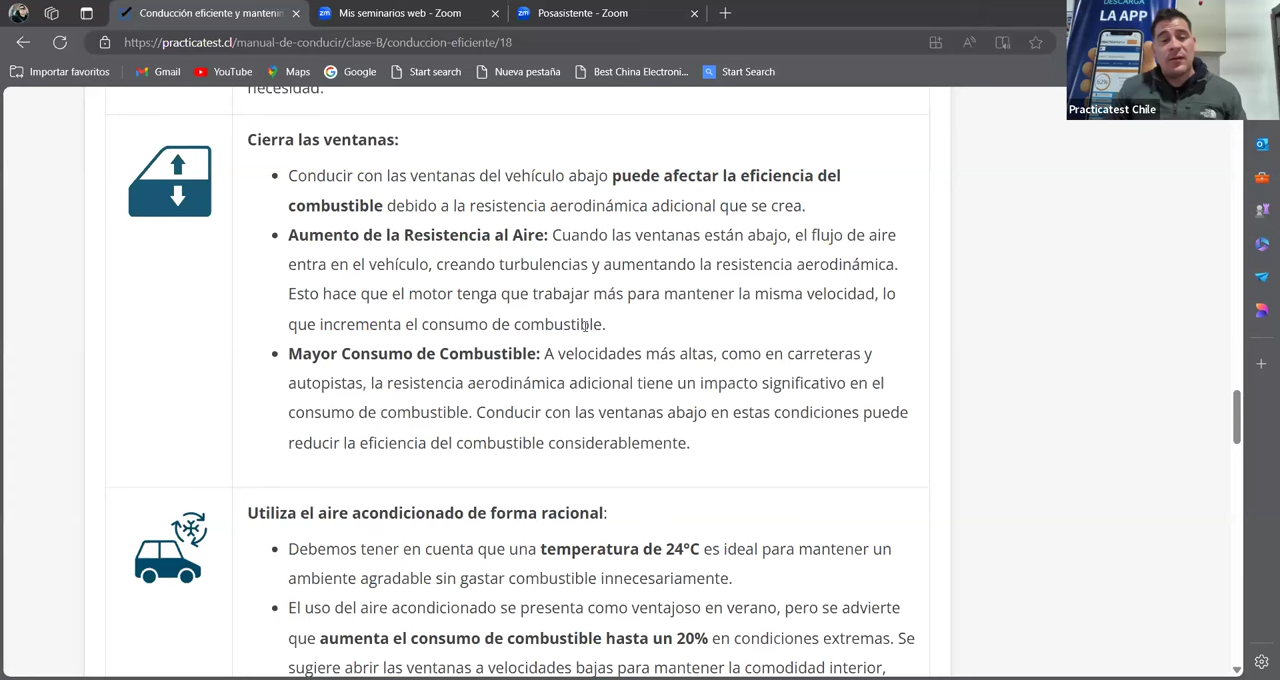 Conducción eficiente y mantenin
Mis seminarios web - Zoom
Posasistente - Zoom
https://practicatest.cl/manual-de-conducir/clase-B/conduccion-eficiente/18
Importar favoritos
Gmail
YouTube
Maps
Google
Start search
Nueva pestaña
Best China Electroni...
Start Search
DESCARGA
LA APP
62%
Practicatest Chile
necesidad.
Cierra las ventanas:
Conducir con las ventanas del vehículo abajo puede afectar la eficiencia del
combustible debido a la resistencia aerodinámica adicional que se crea.
Aumento de la Resistencia al Aire: Cuando las ventanas están abajo, el flujo de aire
entra en el vehículo, creando turbulencias y aumentando la resistencia aerodinámica.
Esto hace que el motor tenga que trabajar más para mantener la misma velocidad, lo
que incrementa el consumo de combustible.
Mayor Consumo de Combustible: A velocidades más altas, como en carreteras y
autopistas, la resistencia aerodinámica adicional tiene un impacto significativo en el
consumo de combustible. Conducir con las ventanas abajo en estas condiciones puede
reducir la eficiencia del combustible considerablemente.
Utiliza el aire acondicionado de forma racional:
Debemos tener en cuenta que una temperatura de 24°C es ideal para mantener un
ambiente agradable sin gastar combustible innecesariamente.
El uso del aire acondicionado se presenta como ventajoso en verano, pero se advierte
que aumenta el consumo de combustible hasta un 20% en condiciones extremas. Se
sugiere abrir las ventanas a velocidades bajas para mantener la comodidad interior,